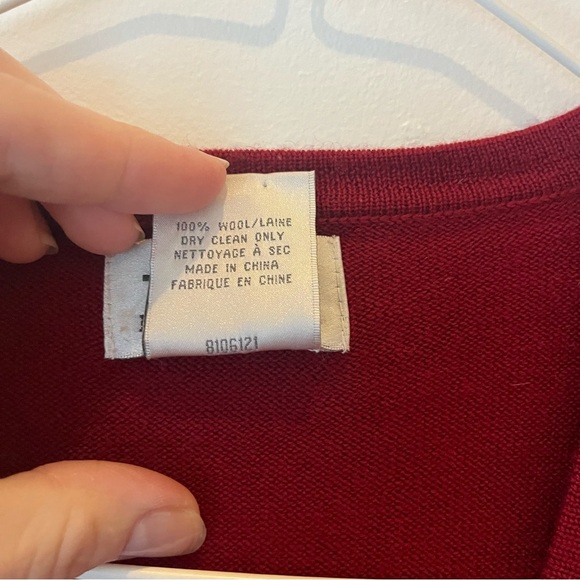 100% WOOL/LAINE
DRY CLEAN ONLY
NETTOYAGE À SEC
MADE IN CHINA
FABRIQUE EN CHINE
8106121